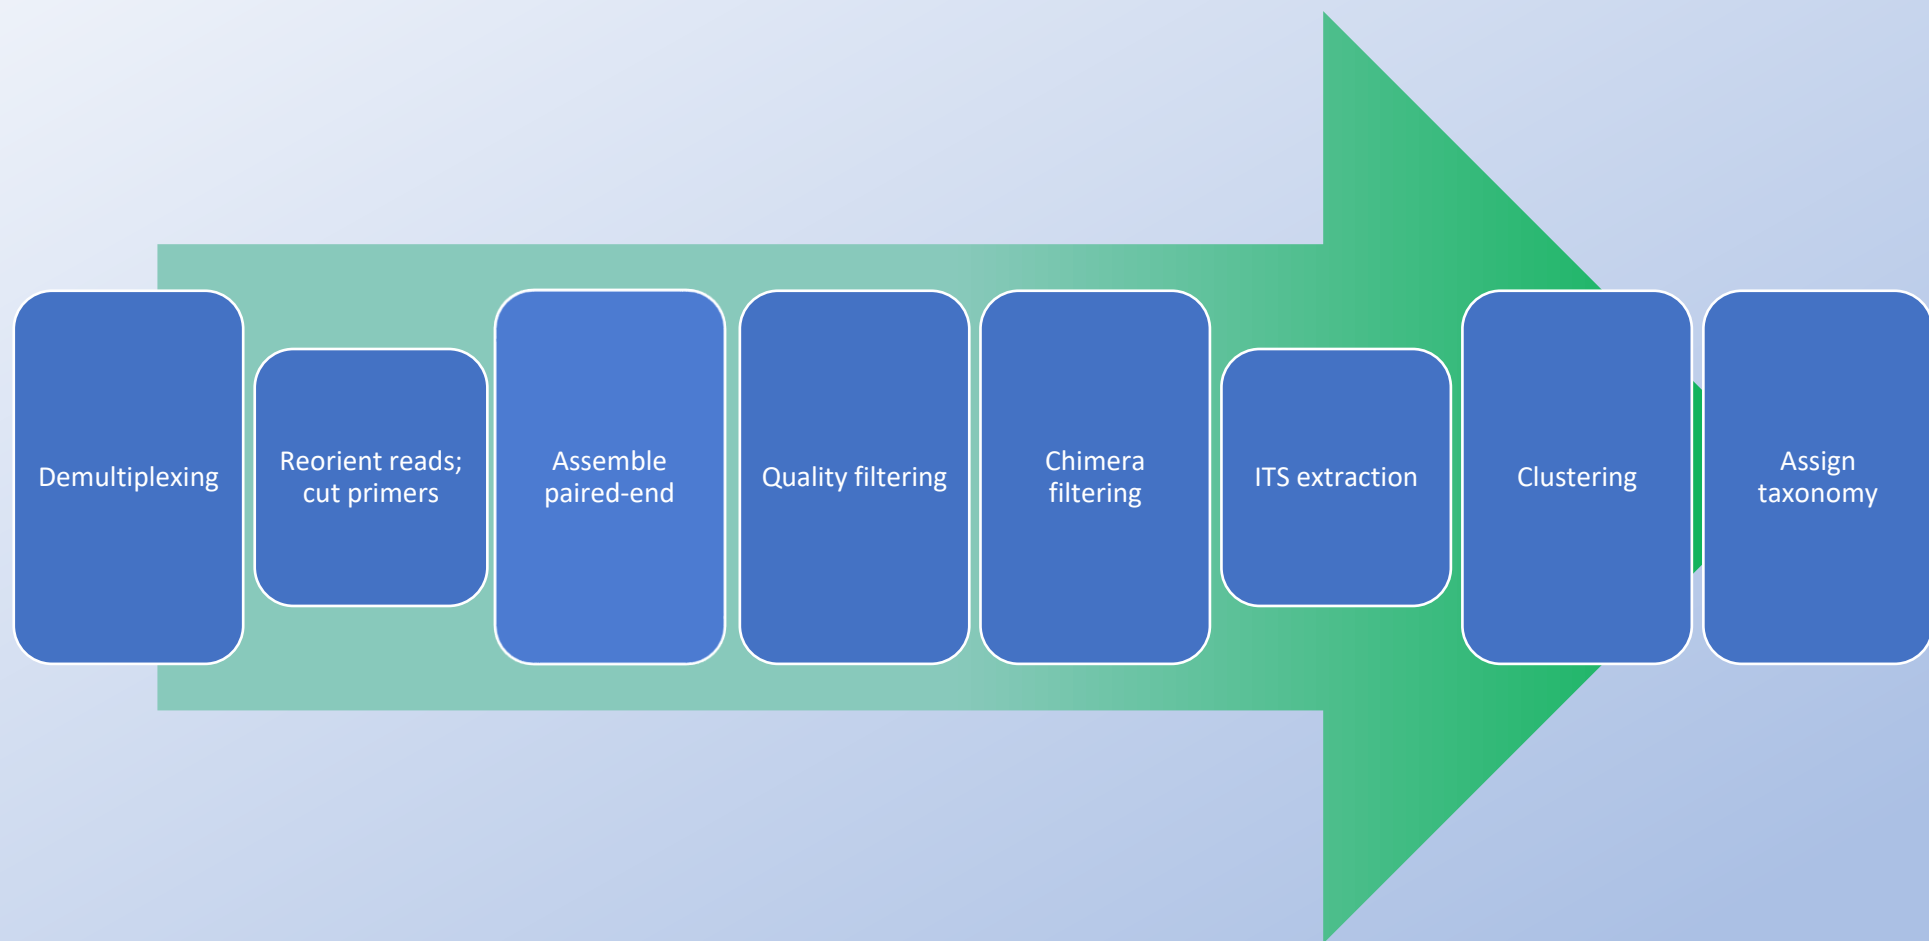 Demultiplexing
Reorient reads;
cut primers
Assemble
paired-end
Quality filtering
Chimera
filtering
ITS extraction
Clustering
Assign
taxonomy